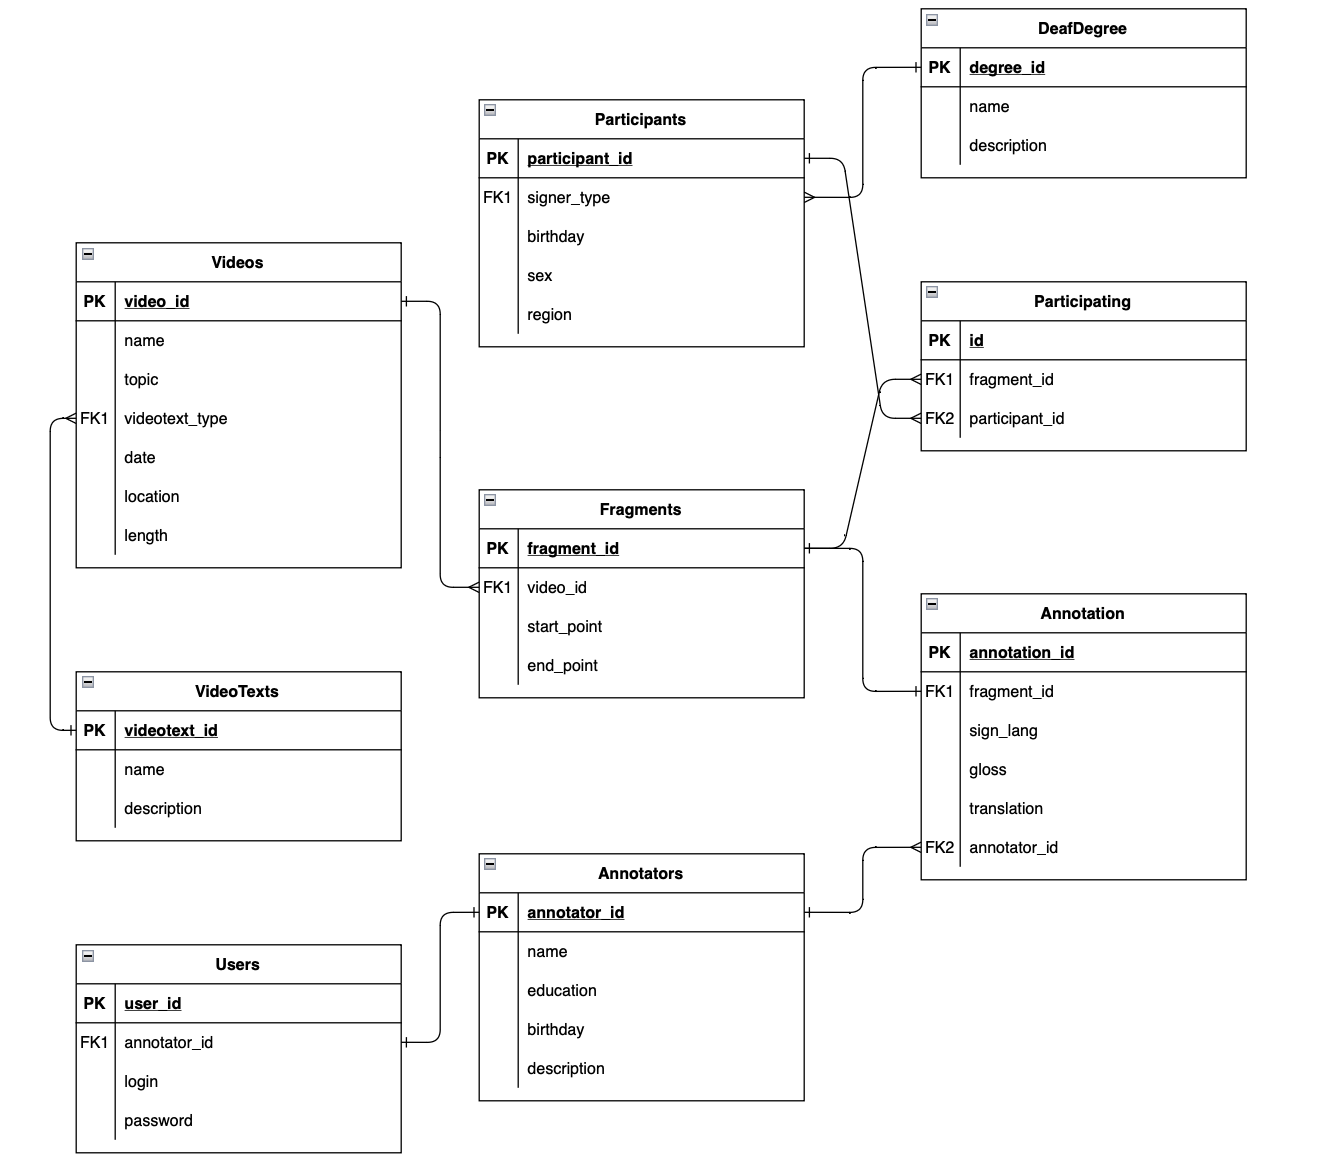 DeafDegree
PK degree_id
name
description
Participants
PK participant_id
FK1 signer_type
birthday
sex
region
Videos
PK video_id
name
topic
FK1 videotext_type
date
location
length
Participating
PK id
FK1 fragment_id
FK2 participant_id
Fragments
PK fragment_id
FK1 video_id
start_point
end_point
Annotation
PK annotation_id
FK1 fragment_id
sign_lang
gloss
translation
FK2 annotator_id
VideoTexts
PK videotext_id
name
description
Annotators
PK annotator_id
name
education
birthday
description
Users
PK user_id
FK1 annotator_id
login
password